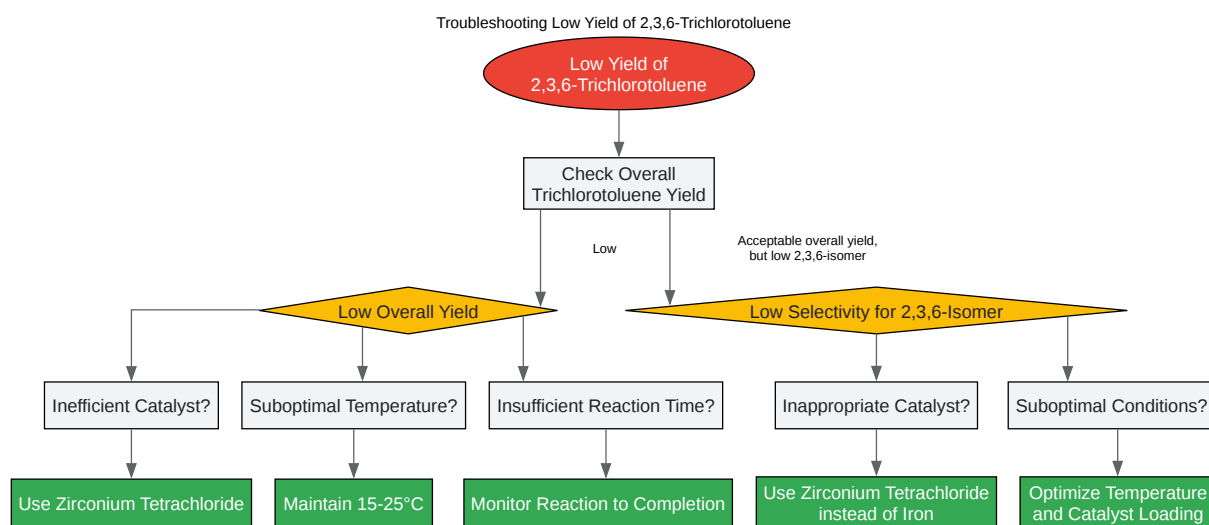 Troubleshooting Low Yield of 2,3,6-Trichlorotoluene
Low Yield of
2,3,6-Trichlorotoluene
Check Overall
Trichlorotoluene Yield
Low
Acceptable overall yield,
but low 2,3,6-isomer
Low Overall Yield
Low Selectivity for 2,3,6-Isomer
Inefficient Catalyst?
Suboptimal Temperature?
Insufficient Reaction Time?
Inappropriate Catalyst?
Suboptimal Conditions?
Use Zirconium Tetrachloride
Maintain 15-25°C
Monitor Reaction to Completion
Use Zirconium Tetrachloride
instead of Iron
Optimize Temperature
and Catalyst Loading